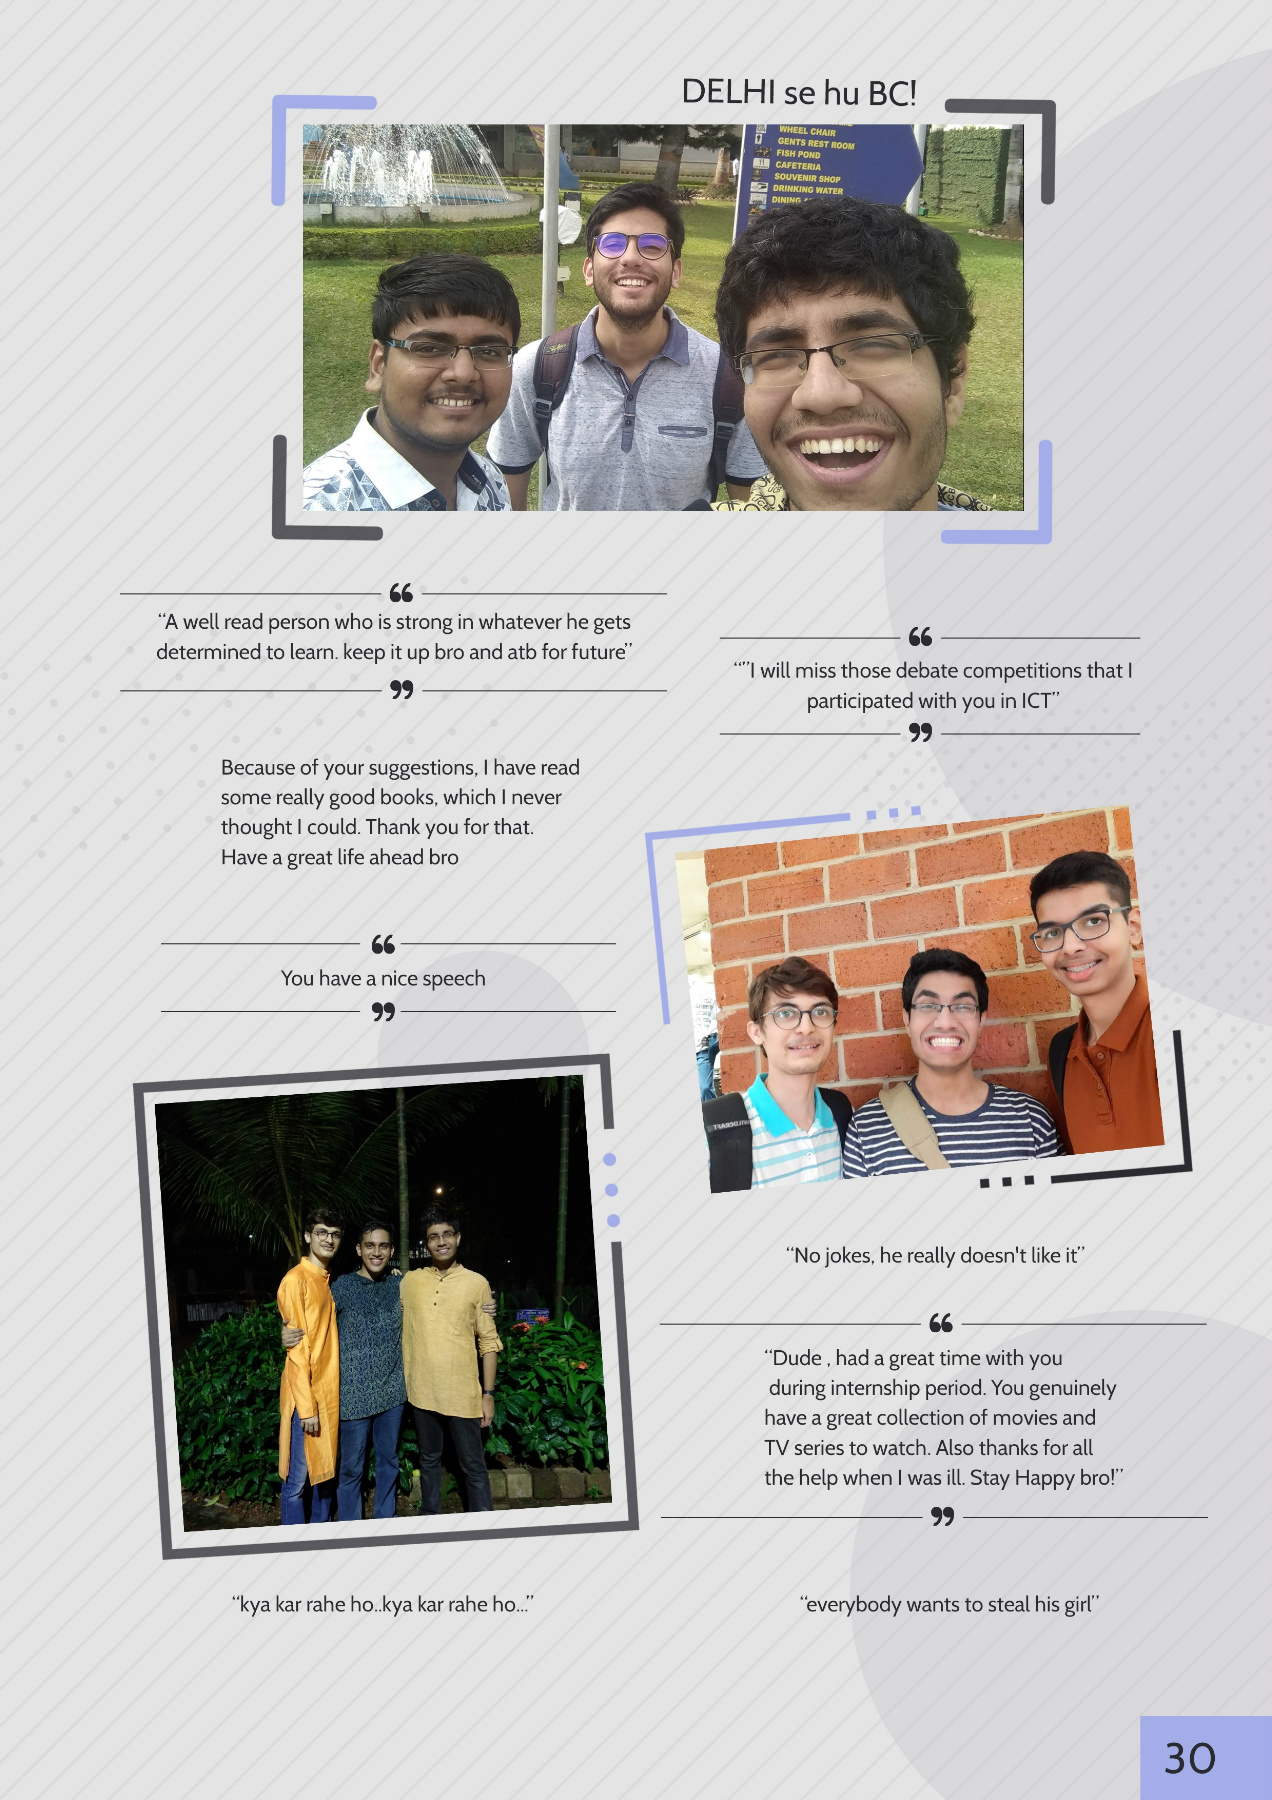 DELHI se hu BC!
WHEEL CHAIR
GENTS REST ROOM
FISH POND
CAFETERIA
SOUVENIR SHOP
DRINKING WATER
DINING
❝
“A well read person who is strong in whatever he gets
determined to learn. keep it up bro and atb for future”
❞
❝
“”I will miss those debate competitions that I
participated with you in ICT”
❞
Because of your suggestions, I have read
some really good books, which I never
thought I could. Thank you for that.
Have a great life ahead bro
❝
You have a nice speech
❞
“No jokes, he really doesn't like it”
❝
“Dude , had a great time with you
during internship period. You genuinely
have a great collection of movies and
TV series to watch. Also thanks for all
the help when I was ill. Stay Happy bro!”
❞
“kya kar rahe ho..kya kar rahe ho...”
“everybody wants to steal his girl”
30